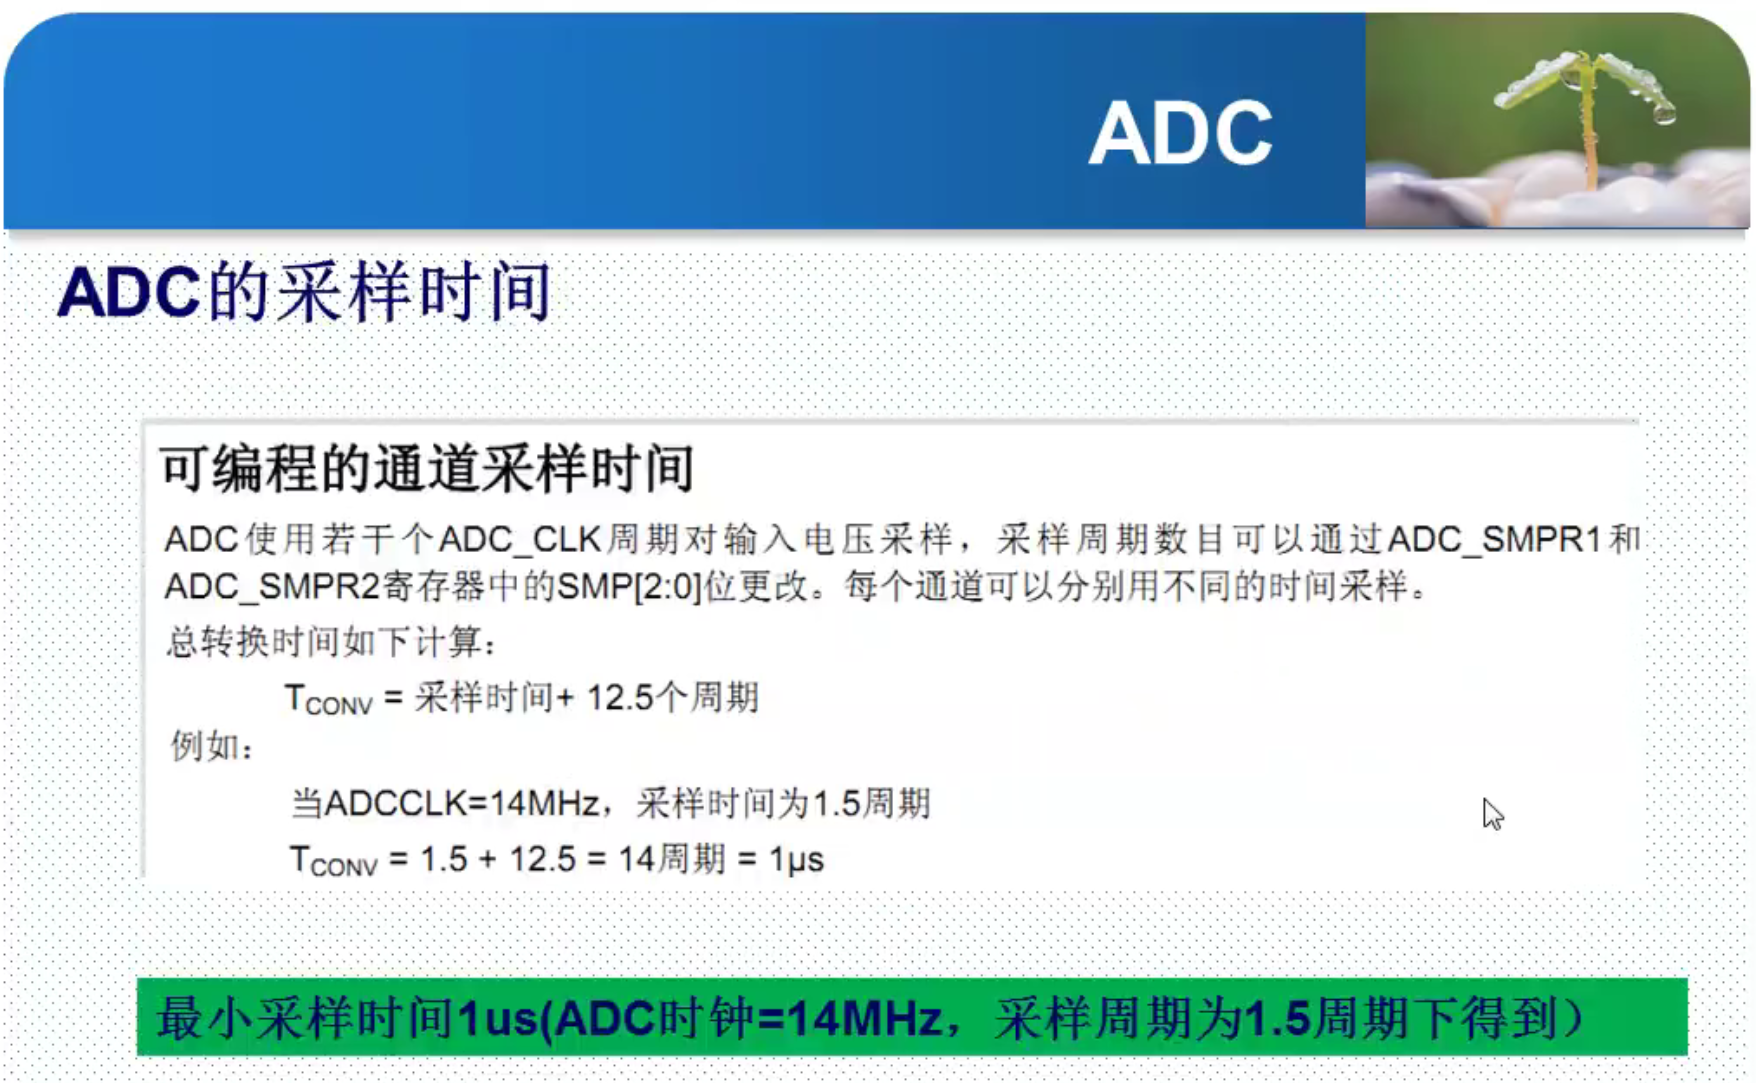 ADC
ADC的采样时间
可编程的通道采样时间
ADC使用若干个ADC_CLK周期对输入电压采样，采样周期数目可以通过ADC_SMPR1和
ADC_SMPR2寄存器中的SMP[2:0]位更改。每个通道可以分别用不同的时间采样。
总转换时间如下计算：
TCONV = 采样时间+ 12.5个周期
例如：
当ADCCLK=14MHz，采样时间为1.5周期
TCONV = 1.5 + 12.5 = 14周期 = 1μs
最小采样时间1us(ADC时钟=14MHz，采样周期为1.5周期下得到）